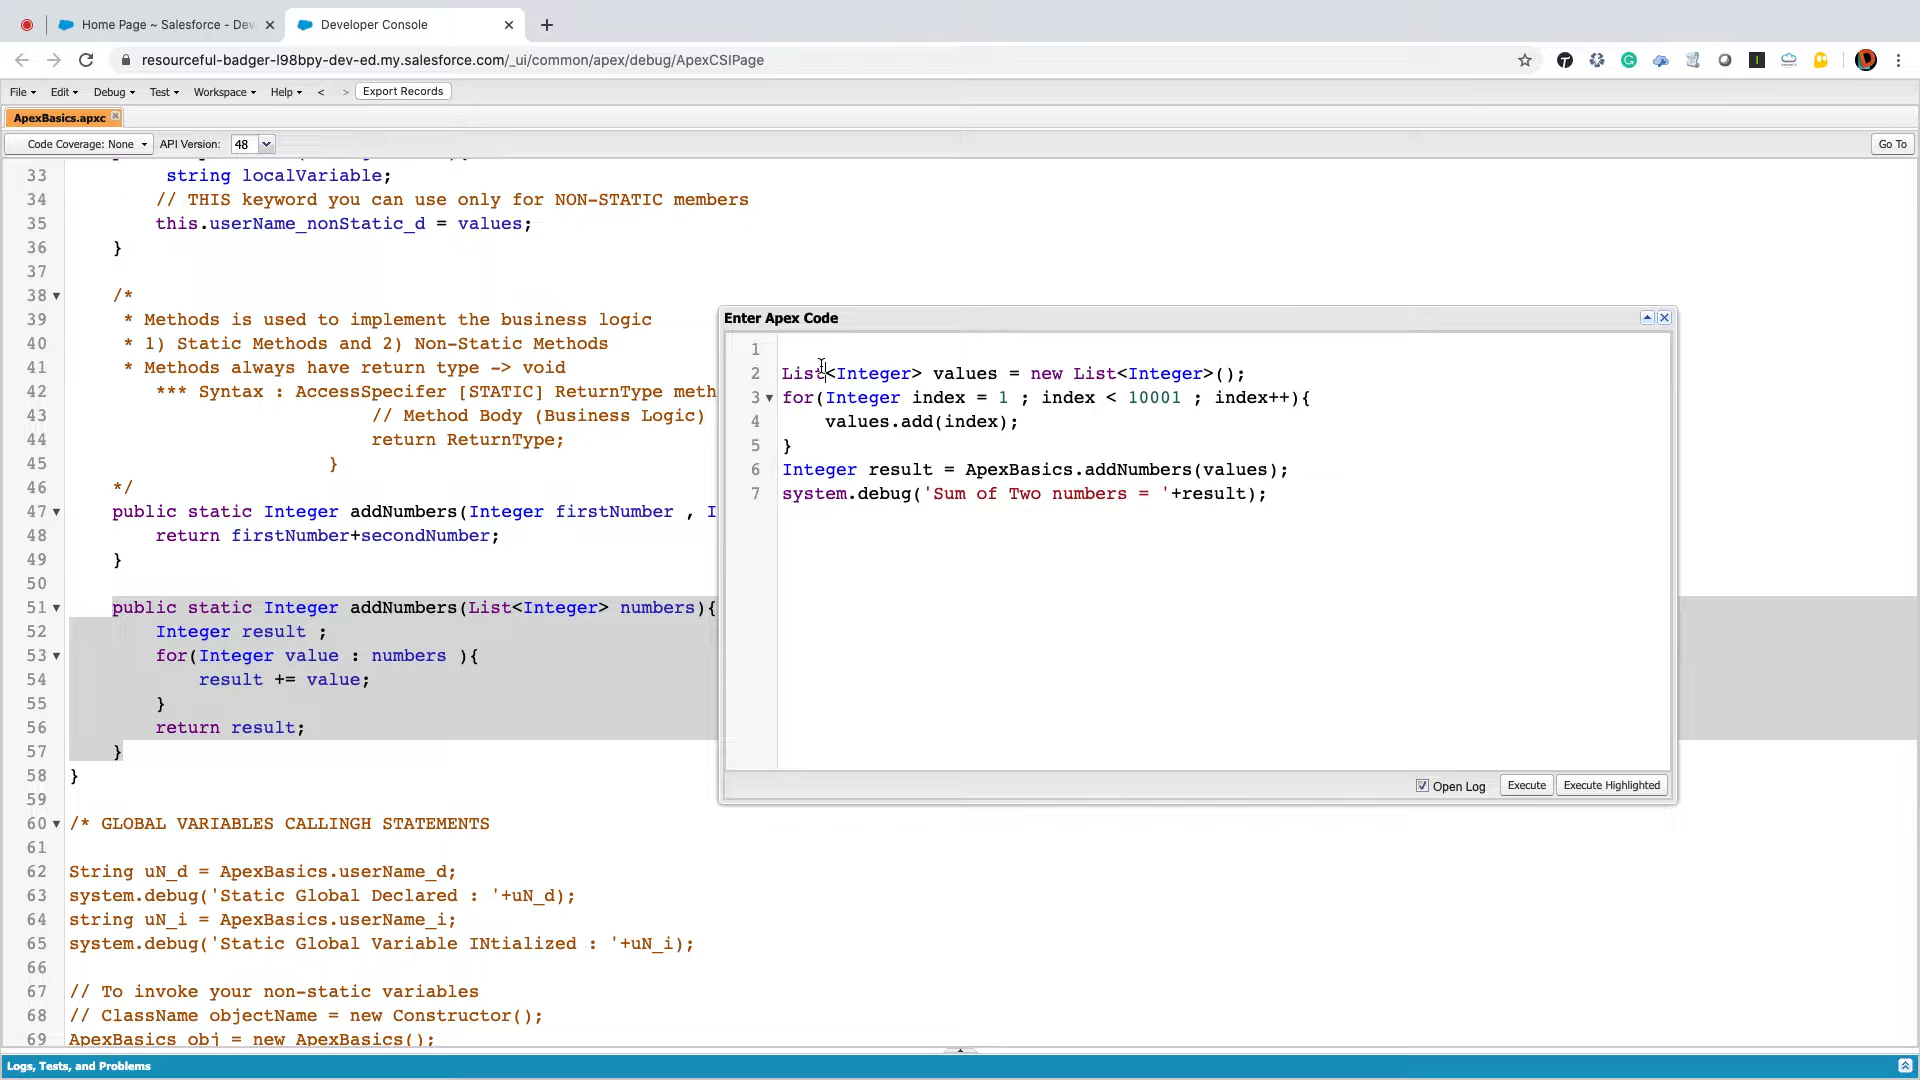 Home Page ~ Salesforce - Dev
Developer Console
resourceful-badger-l98bpy-dev-ed.my.salesforce.com/_ui/common/apex/debug/ApexCSIPage
File Edit Debug Test Workspace Help < > Export Records
ApexBasics.apxc
Code Coverage: None API Version: 48 Go To
33 string localVariable;
34 // THIS keyword you can use only for NON-STATIC members
35 this.userName_nonStatic_d = values;
36 }
37
38 /*
39 * Methods is used to implement the business logic
40 * 1) Static Methods and 2) Non-Static Methods
41 * Methods always have return type -> void
42 *** Syntax : AccessSpecifer [STATIC] ReturnType meth
43 // Method Body (Business Logic)
44 return ReturnType;
45 }
46 */
47 public static Integer addNumbers(Integer firstNumber , I
48 return firstNumber+secondNumber;
49 }
50
51 public static Integer addNumbers(List<Integer> numbers){
52 Integer result ;
53 for(Integer value : numbers ){
54 result += value;
55 }
56 return result;
57 }
58 }
59
60 /* GLOBAL VARIABLES CALLINGH STATEMENTS
61
62 String uN_d = ApexBasics.userName_d;
63 system.debug('Static Global Declared : '+uN_d);
64 string uN_i = ApexBasics.userName_i;
65 system.debug('Static Global Variable INtialized : '+uN_i);
66
67 // To invoke your non-static variables
68 // ClassName objectName = new Constructor();
69 ApexBasics obj = new ApexBasics();
Enter Apex Code
1
2 List<Integer> values = new List<Integer>();
3 for(Integer index = 1 ; index < 10001 ; index++){
4 values.add(index);
5 }
6 Integer result = ApexBasics.addNumbers(values);
7 system.debug('Sum of Two numbers = '+result);
Open Log Execute Execute Highlighted
Logs, Tests, and Problems